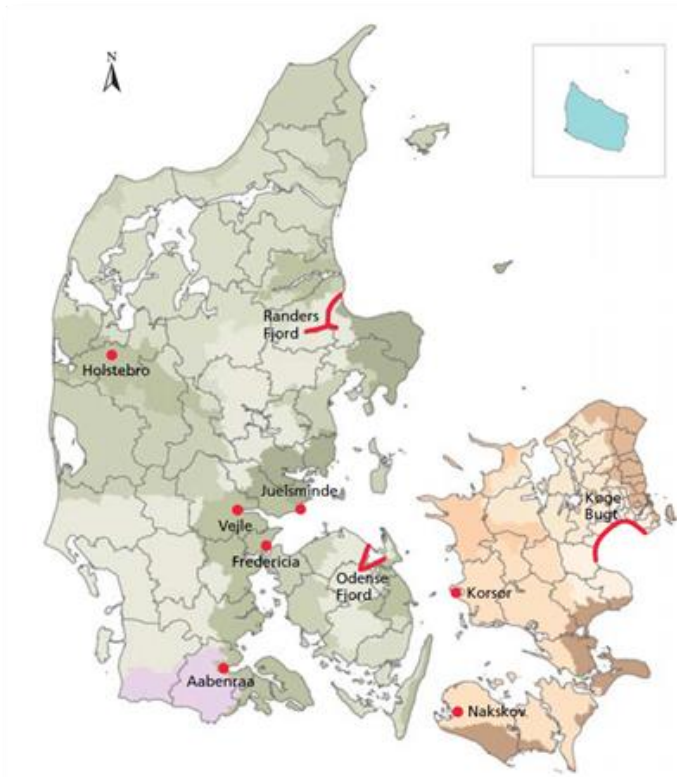 N
Randers
Fjord
Holstebro
Juelsminde
Vejle
Køge
Bugt
Fredericia
Odense
Fjord
Korsør
Aabenraa
Nakskov